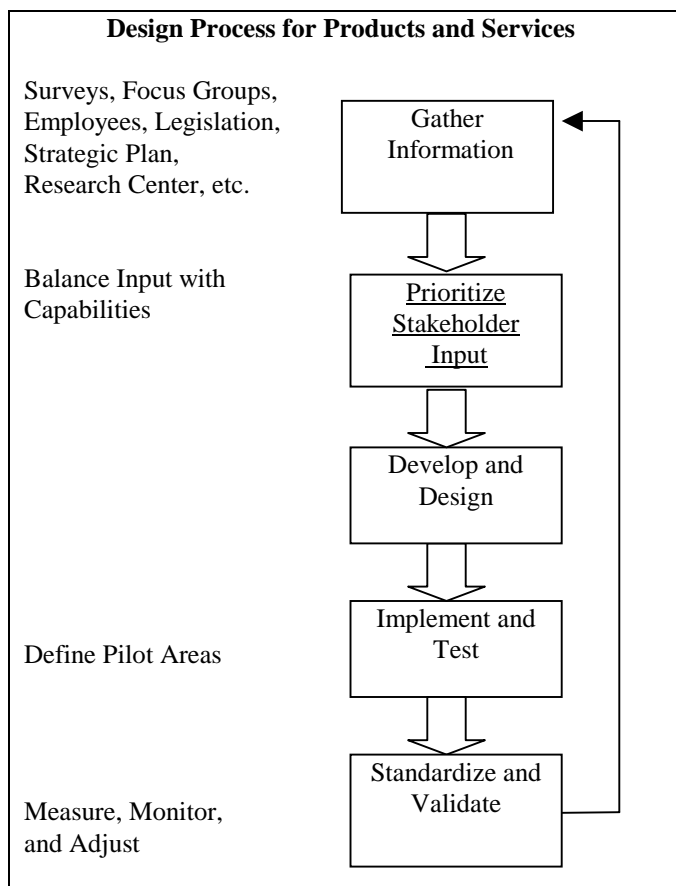 Design Process for Products and Services
Surveys, Focus Groups,
Employees, Legislation,
Strategic Plan,
Research Center, etc.
Gather
Information
Balance Input with
Capabilities
Prioritize
Stakeholder
Input
Develop and
Design
Implement and
Test
Define Pilot Areas
Standardize and
Validate
Measure, Monitor,
and Adjust